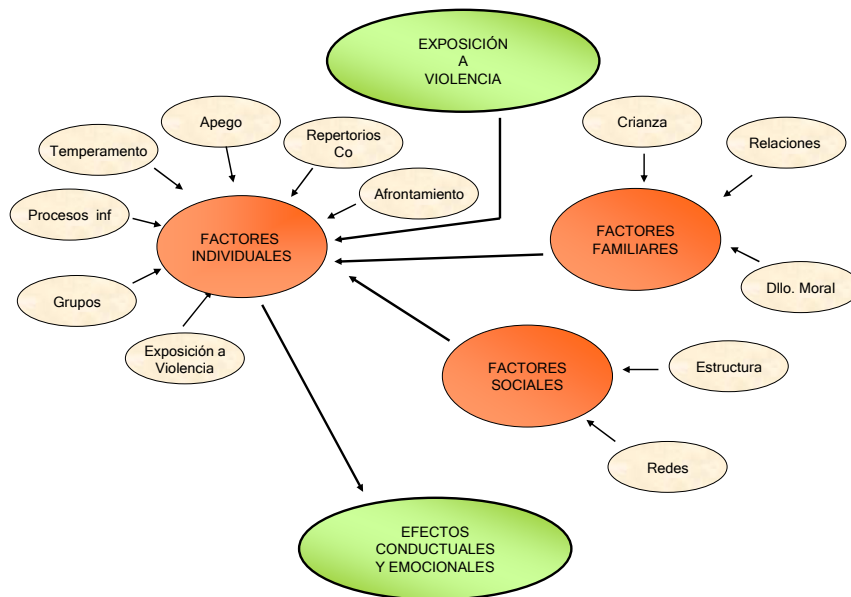 EXPOSICIÓN
A
VIOLENCIA
Apego
Repertorios
Co
Crianza
Temperamento
Relaciones
Afrontamiento
Procesos inf
FACTORES
INDIVIDUALES
FACTORES
FAMILIARES
Grupos
Dllo. Moral
Exposición a
Violencia
FACTORES
SOCIALES
Estructura
Redes
EFECTOS
CONDUCTUALES
Y EMOCIONALES